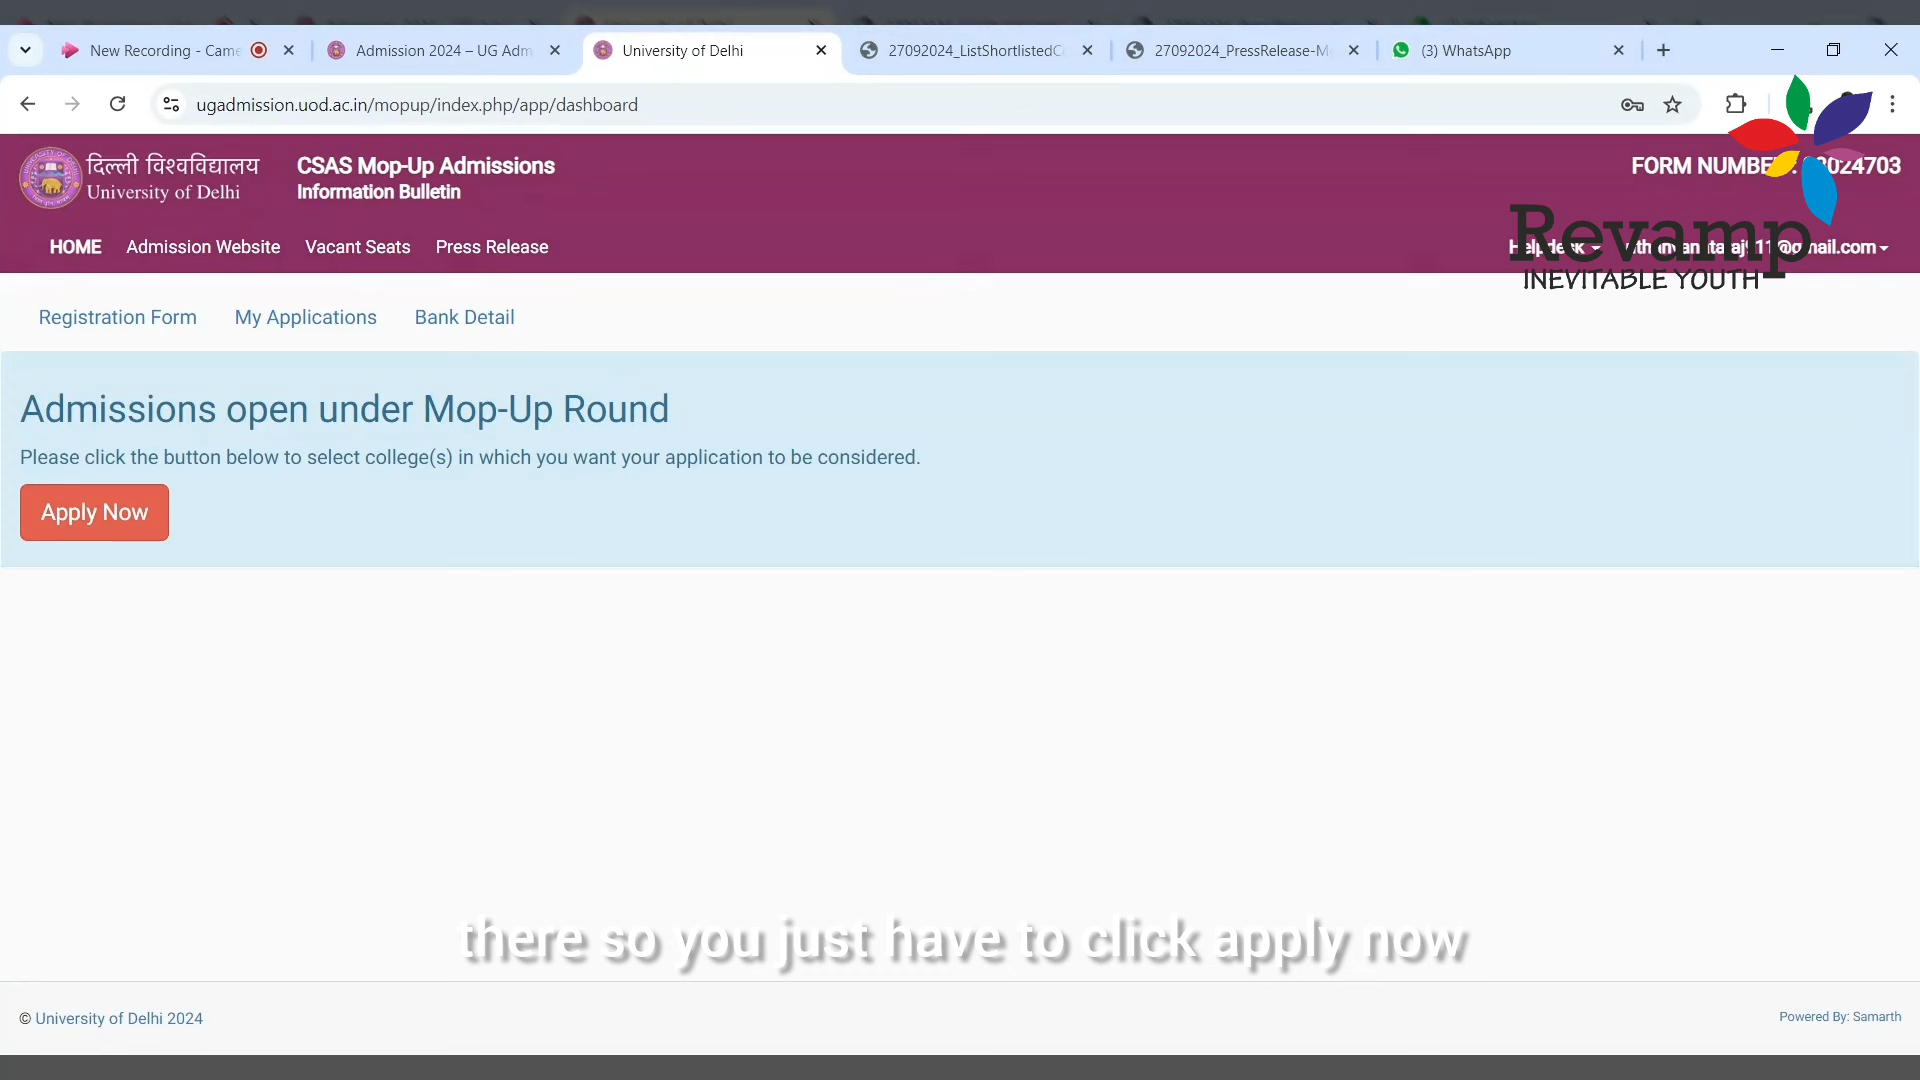 New Recording - Came
Admission 2024 – UG Adm
University of Delhi
27092024_ListShortlistedC
27092024_PressRelease-M
(3) WhatsApp
ugadmission.uod.ac.in/mopup/index.php/app/dashboard
दिल्ली विश्वविद्यालय
University of Delhi
CSAS Mop-Up Admissions
Information Bulletin
FORM NUMBE
024703
HOME
Admission Website
Vacant Seats
Press Release
Helpdesk
Revamp
INEVITABLE YOUTH
Registration Form
My Applications
Bank Detail
Admissions open under Mop-Up Round
Please click the button below to select college(s) in which you want your application to be considered.
Apply Now
there so you just have to click apply now
© University of Delhi 2024
Powered By: Samarth